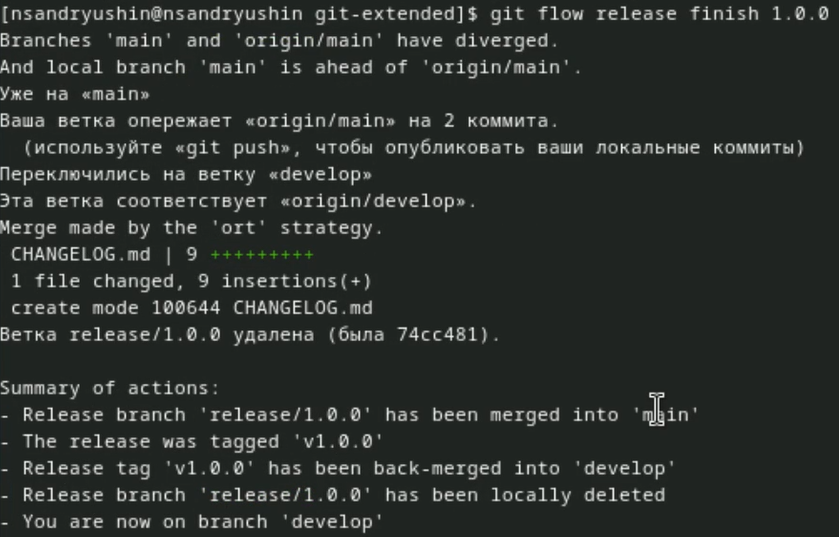 [nsandryushin@nsandryushin git-extended]$ git flow release finish 1.0.0
Branches 'main' and 'origin/main' have diverged.
And local branch 'main' is ahead of 'origin/main'.
Уже на «main»
Ваша ветка опережает «origin/main» на 2 коммита.
  (используйте «git push», чтобы опубликовать ваши локальные коммиты)
Переключились на ветку «develop»
Эта ветка соответствует «origin/develop».
Merge made by the 'ort' strategy.
 CHANGELOG.md | 9 +++++++++
 1 file changed, 9 insertions(+)
 create mode 100644 CHANGELOG.md
Ветка release/1.0.0 удалена (была 74cc481).

Summary of actions:
- Release branch 'release/1.0.0' has been merged into 'main'
- The release was tagged 'v1.0.0'
- Release tag 'v1.0.0' has been back-merged into 'develop'
- Release branch 'release/1.0.0' has been locally deleted
- You are now on branch 'develop'